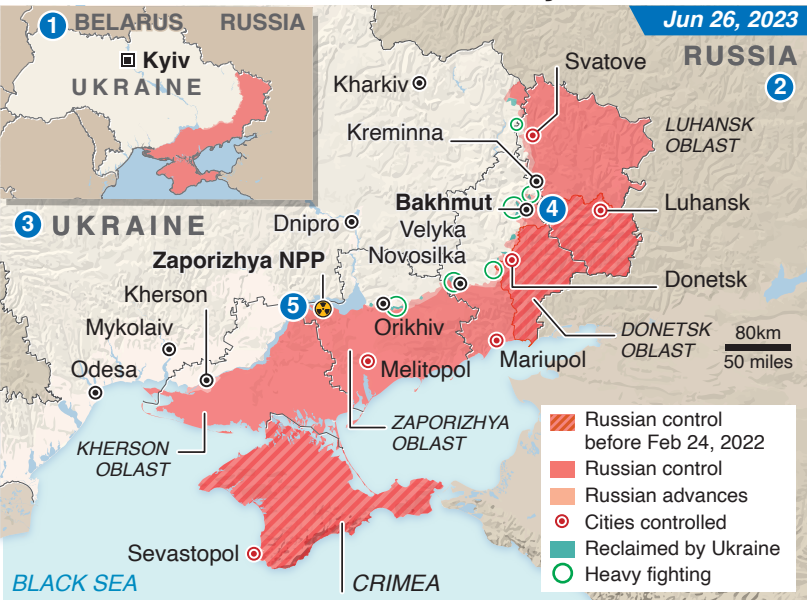 Jun 26, 2023
1
BELARUS
RUSSIA
Kyiv
UKRAINE
RUSSIA
2
Svatove
Kharkiv
Kreminna
LUHANSK
OBLAST
Bakhmut
4
Luhansk
3
UKRAINE
Dnipro
Velyka
Novosilka
Zaporizhya NPP
Donetsk
Kherson
5
Orikhiv
Mykolaiv
DONETSK
OBLAST
80km
50 miles
Odesa
Melitopol
Mariupol
ZAPORIZHYA
OBLAST
KHERSON
OBLAST
Russian control
before Feb 24, 2022
Russian control
Russian advances
Cities controlled
Reclaimed by Ukraine
Heavy fighting
Sevastopol
BLACK SEA
CRIMEA